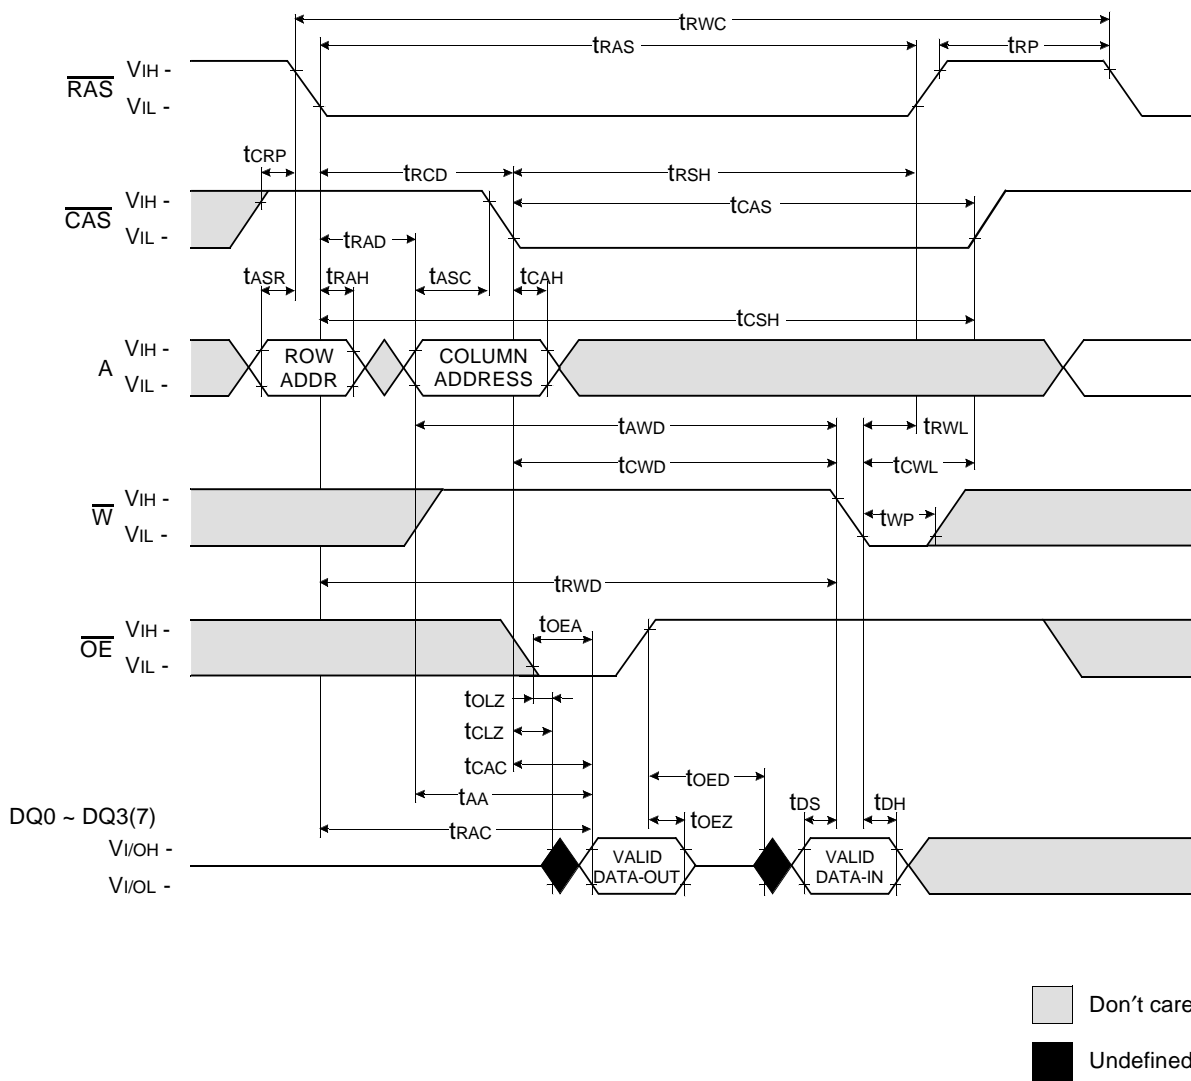 tRWC
tRAS
tRP
RAS
VIH -
VIL -
tCRP
tRCD
tRSH
CAS
VIH -
VIL -
tCAS
tRAD
tASR
tRAH
tASC
tCAH
tCSH
A
VIH -
VIL -
ROW
ADDR
COLUMN
ADDRESS
tAWD
tRWL
tCWD
tCWL
W
VIH -
VIL -
tWP
tRWD
OE
VIH -
VIL -
tOEA
tOLZ
tCLZ
tCAC
tOED
tAA
tDS
tDH
DQ0 ~ DQ3(7)
tRAC
tOEZ
VI/OH -
VI/OL -
VALID
DATA-OUT
VALID
DATA-IN
Don′t care
Undefined